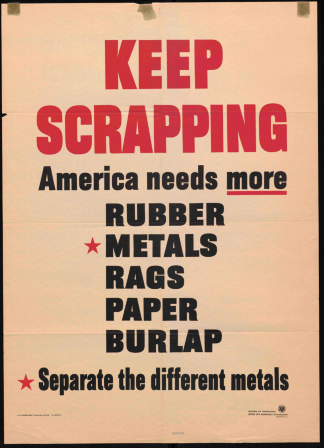 KEEP
SCRAPPING
America needs more
RUBBER
★ METALS
RAGS
PAPER
BURLAP
★ Separate the different metals